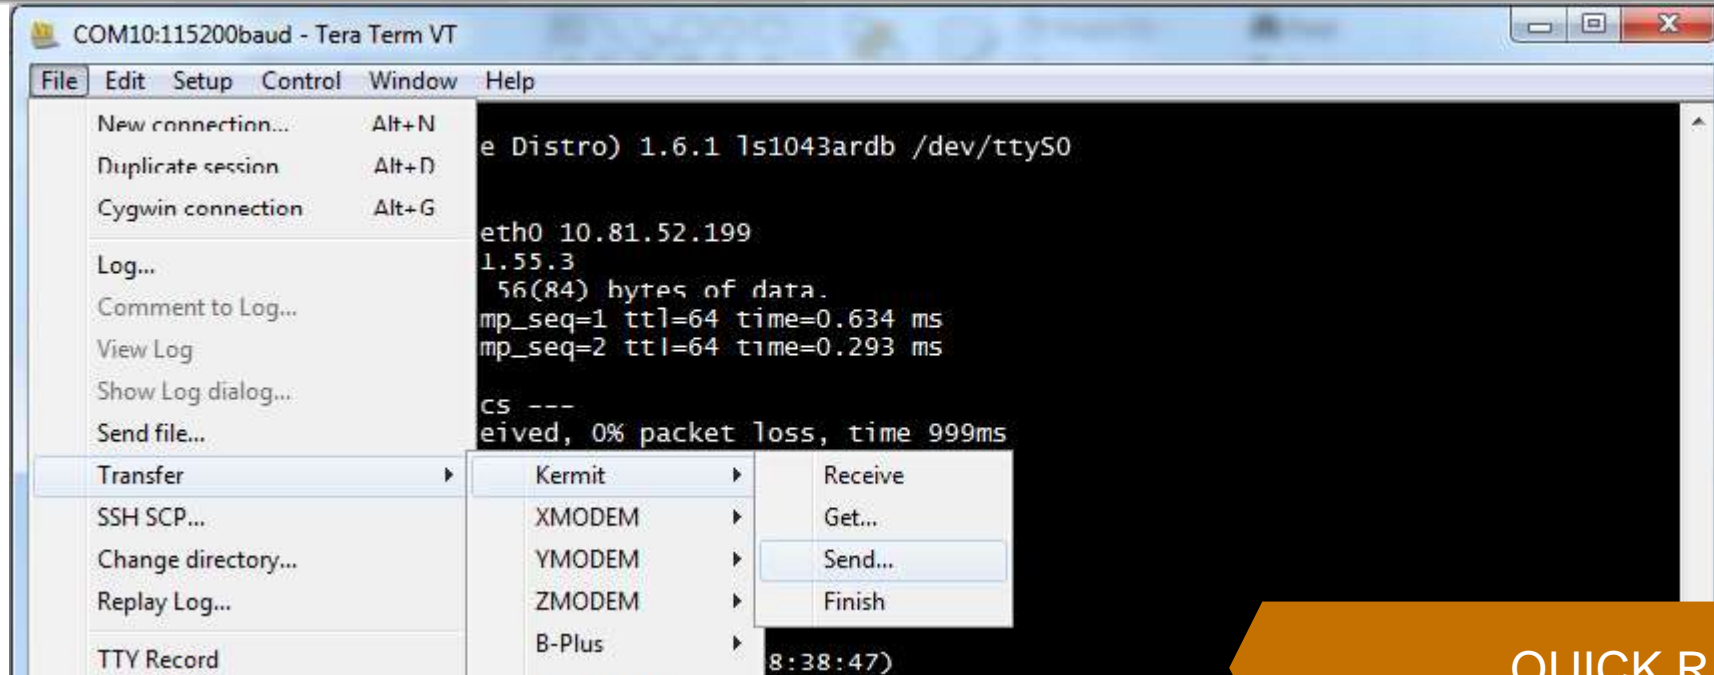 COM10:115200baud - Tera Term VT
File Edit Setup Control Window Help
New connection... Alt+N
Duplicate session Alt+D
Cygwin connection Alt+G
Log...
Comment to Log...
View Log
Show Log dialog...
Send file...
Transfer
SSH SCP...
Change directory...
Replay Log...
TTY Record
Kermit
XMODEM
YMODEM
ZMODEM
B-Plus
Receive
Get...
Send...
Finish
e Distro) 1.6.1 ls1043ardb /dev/ttyS0
eth0 10.81.52.199
1.55.3
56(84) bytes of data.
mp_seq=1 ttl=64 time=0.634 ms
mp_seq=2 ttl=64 time=0.293 ms
cs ---
eived, 0% packet loss, time 999ms
8:38:47)
QUICK R